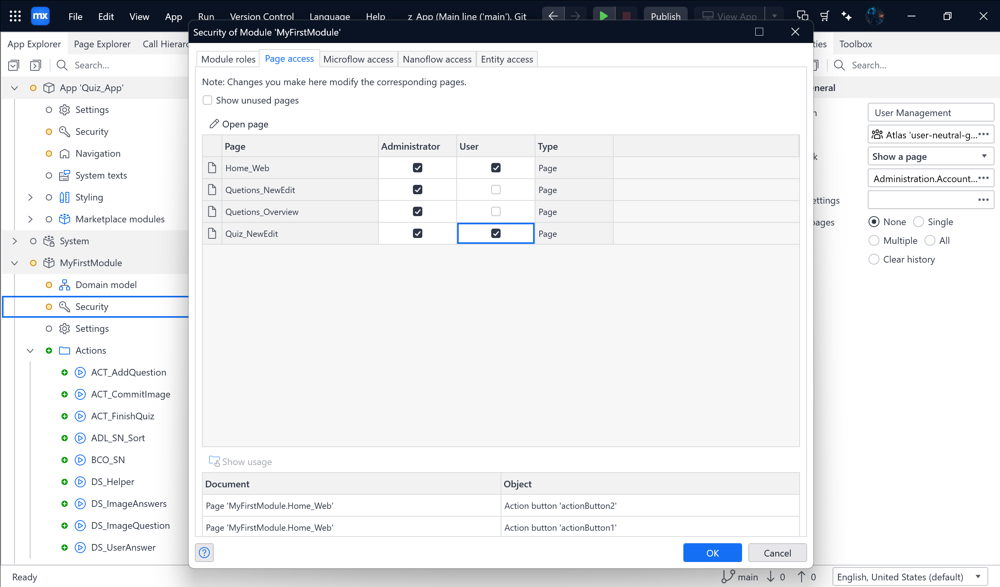 mx File Edit View App Run Version Control Language Help z_App (Main line ('main'), Git Publish View App
Security of Module 'MyFirstModule'
App Explorer Page Explorer Call Hierarc
ties Toolbox
Search...
Search...
Module roles Page access Microflow access Nanoflow access Entity access
Note: Changes you make here modify the corresponding pages.
Show unused pages
Open page
Page Administrator User Type
Home_Web Page
Quetions_NewEdit Page
Quetions_Overview Page
Quiz_NewEdit Page
Show usage
Document Object
Page 'MyFirstModule.Home_Web' Action button 'actionButton2'
Page 'MyFirstModule.Home_Web' Action button 'actionButton1'
? OK Cancel
App 'Quiz_App'
Settings
Security
Navigation
System texts
Styling
Marketplace modules
System
MyFirstModule
Domain model
Security
Settings
Actions
ACT_AddQuestion
ACT_CommitImage
ACT_FinishQuiz
ADL_SN_Sort
BCO_SN
DS_Helper
DS_ImageAnswers
DS_ImageQuestion
DS_UserAnswer
neral
n User Management
Atlas 'user-neutral-g...
k Show a page
Administration.Account...
ettings
pages None Single
Multiple All
Clear history
Ready main 0 0 English, United States (default)